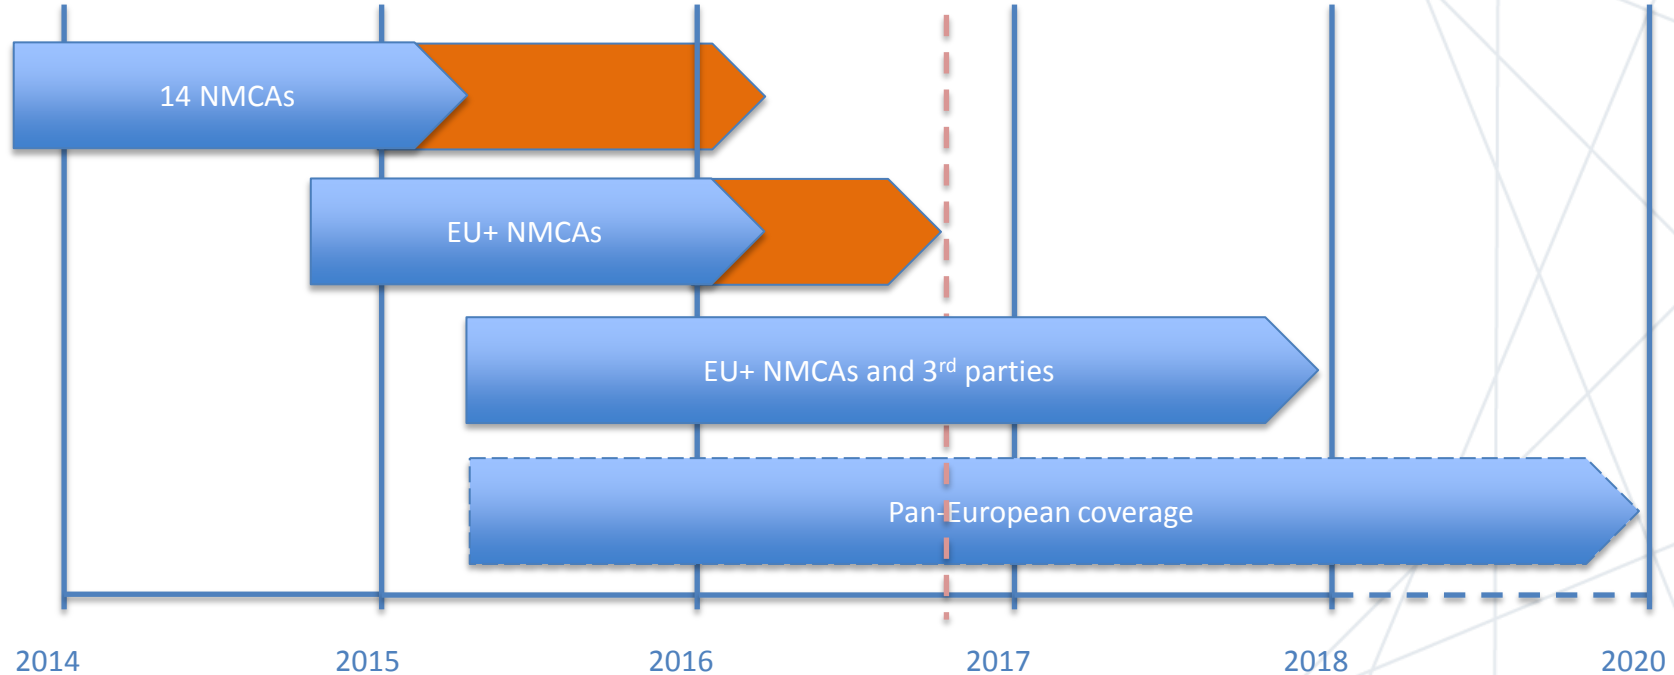 14 NMCAs
EU+ NMCAs
EU+ NMCAs and 3rd parties
Pan-European coverage
2014 2015 2016 2017 2018 2020